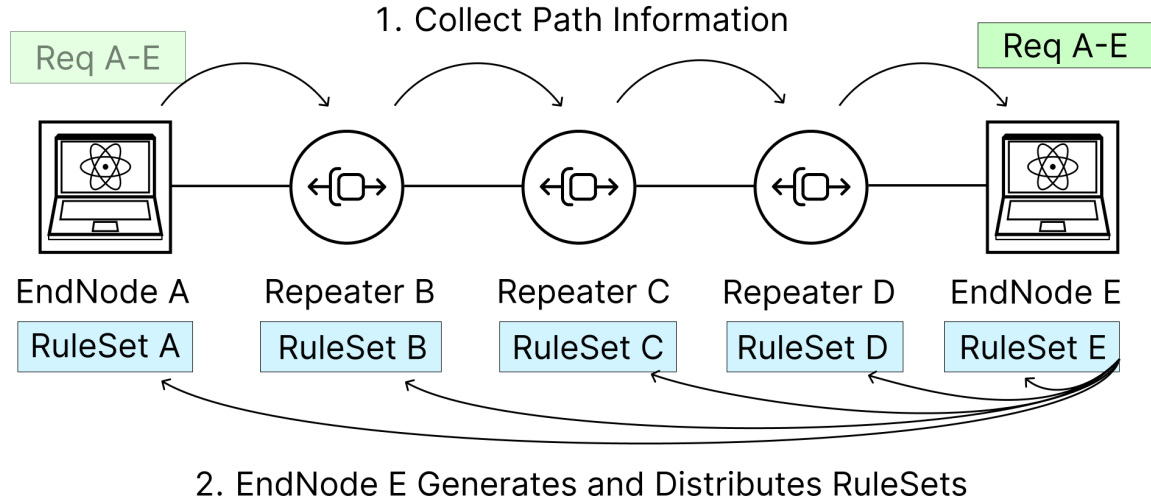 1. Collect Path Information
Req A-E
Req A-E
EndNode A
Repeater B
Repeater C
Repeater D
EndNode E
RuleSet A
RuleSet B
RuleSet C
RuleSet D
RuleSet E
2. EndNode E Generates and Distributes RuleSets